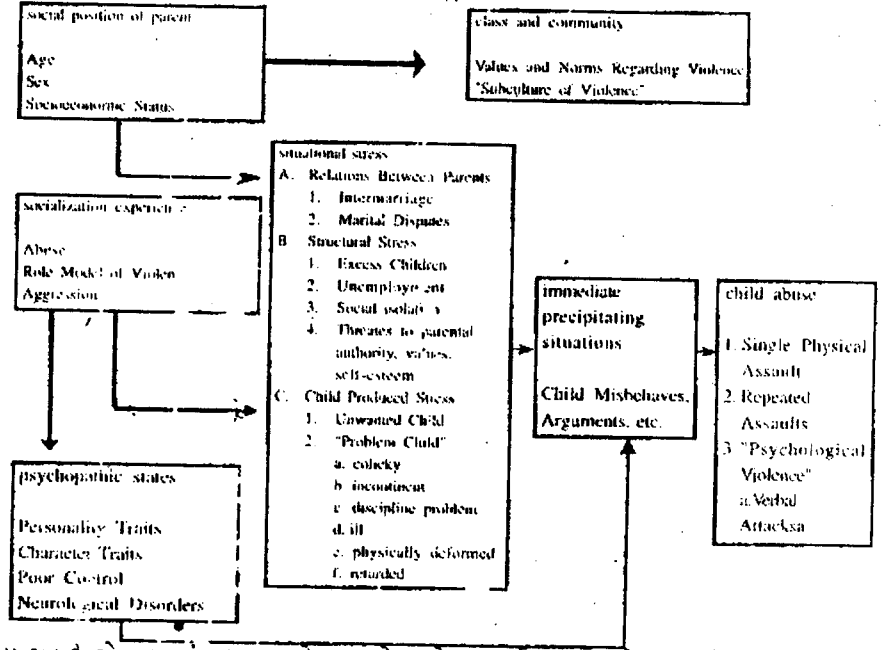 social position of parent
Age
Sex
Socioeconomic Status
class and community
Values and Norms Regarding Violence
"Subculture of Violence"
socialization experien e
Abuse
Role Model of Violen
Aggression
situational stress
A. Relations Between Parents
1. Intermarriage
2. Marital Disputes
B Structural Stress
1. Excess Children
2. Unemploym ent
3. Social isolati n
4. Threats to parental
authority, values,
self-esteem
C. Child Produced Stress
1. Unwanted Child
2. "Problem Child"
a. colicky
b incontinent
c. discipline problem
d. ill
e. physically deformed
f. retarded
psychopathic states
Personality Traits
Character Traits
Poor Control
Neurological Disorders
immediate
precipitating
situations
Child Misbehaves,
Arguments, etc.
child abuse
1. Single Physical
Assault
2. Repeated
Assaults
3 "Psychological
Violence"
a.Verbal
Attacksa